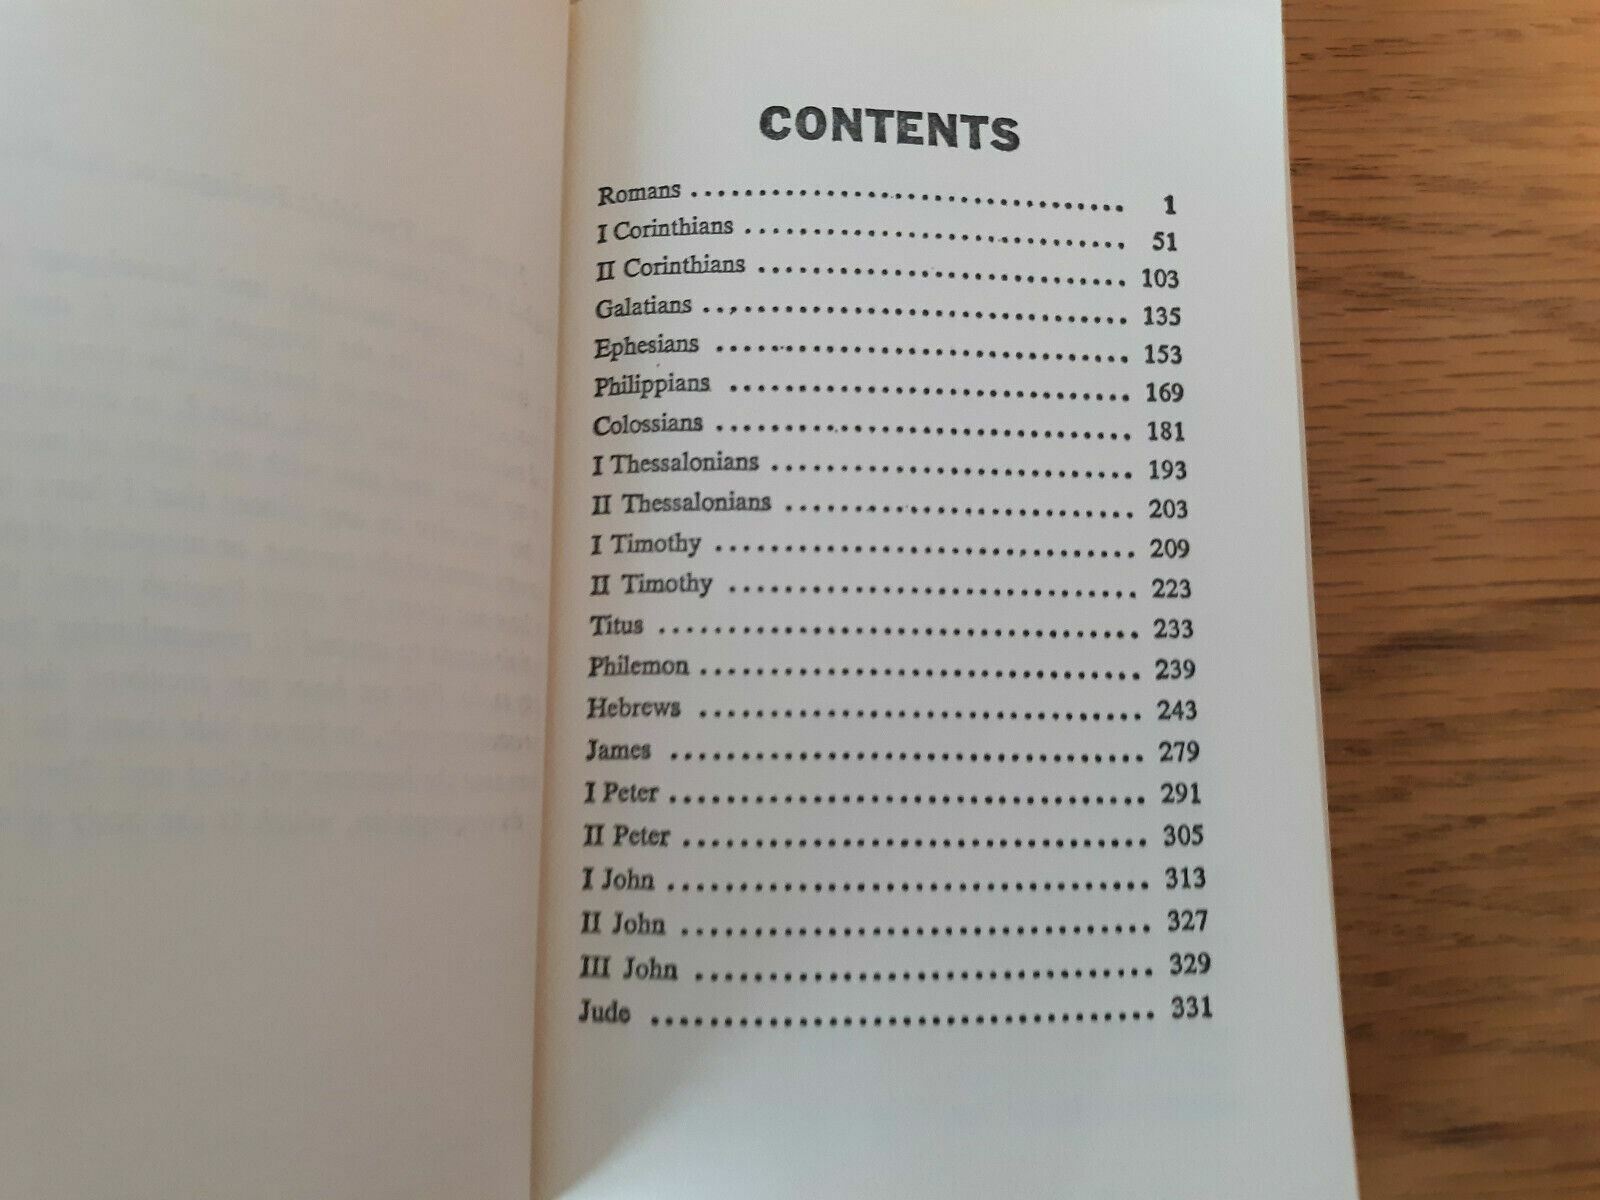 CONTENTS
Romans ................................ 1
I Corinthians ............................ 51
II Corinthians ........................... 103
Galatians ............................... 135
Ephesians .............................. 153
Philippians ............................. 169
Colossians .............................. 181
I Thessalonians .......................... 193
II Thessalonians ......................... 203
I Timothy ............................... 209
II Timothy .............................. 223
Titus ................................... 233
Philemon ................................ 239
Hebrews ................................ 243
James .................................. 279
I Peter .................................. 291
II Peter ................................. 305
I John .................................. 313
II John ................................. 327
III John ................................ 329
Jude ................................... 331